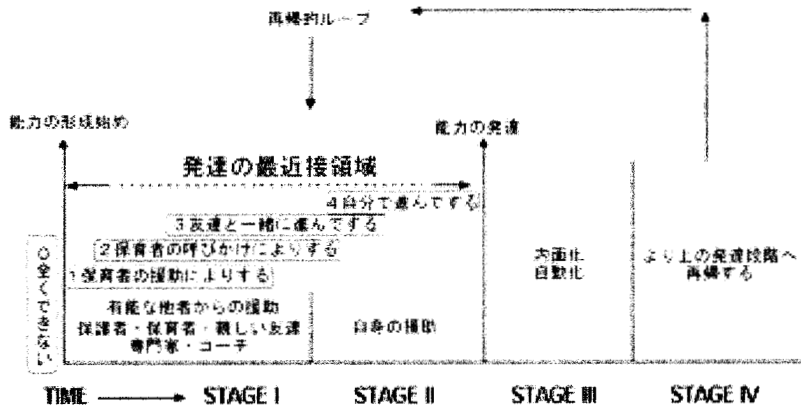 再帰的ループ
能力の形成始め
能力の発達
発達の最近接領域
4自分で進んでする
3友達と一緒に進んでする
2保育者の呼びかけによりする
1保育者の援助によりする
0全くできない
有能な他者からの援助
保護者・保育者・親しい友達
専門家・コーチ
自身の援助
内面化
自動化
より上の発達段階へ
再帰する
TIME
STAGE I
STAGE II
STAGE III
STAGE IV